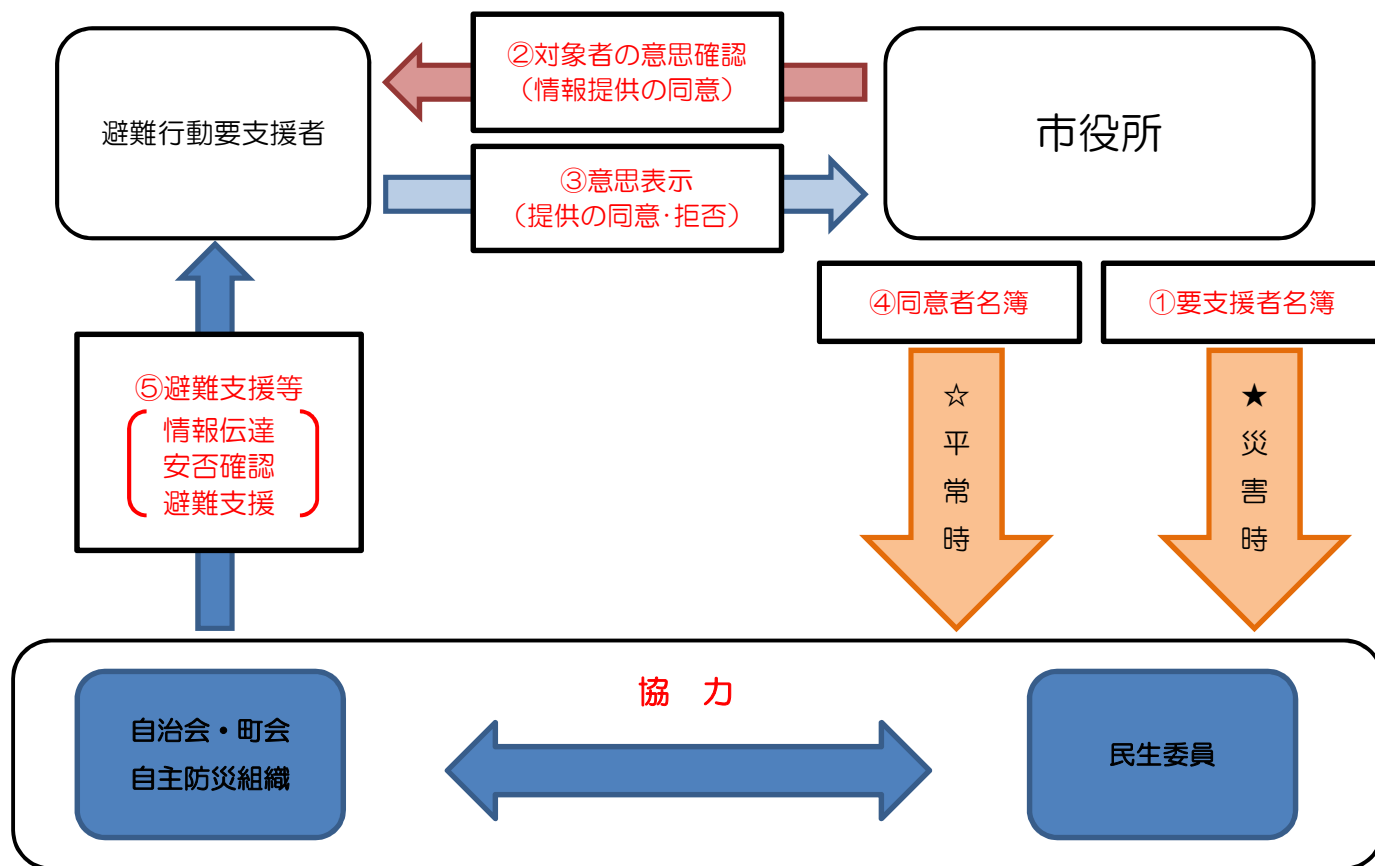 ②対象者の意思確認
（情報提供の同意）
避難行動要支援者
市役所
③意思表示
（提供の同意・拒否）
④同意者名簿
①要支援者名簿
⑤避難支援等
情報伝達
安否確認
避難支援
☆平常時
★災害時
協 力
自治会・町会
自主防災組織
民生委員